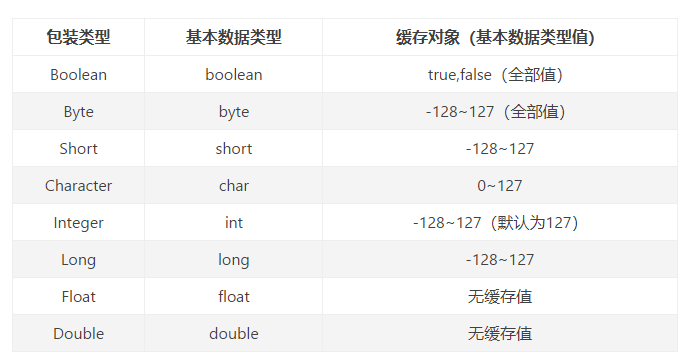 包装类型 基本数据类型 缓存对象（基本数据类型值）
Boolean boolean true,false（全部值）
Byte byte -128~127（全部值）
Short short -128~127
Character char 0~127
Integer int -128~127（默认为127）
Long long -128~127
Float float 无缓存值
Double double 无缓存值